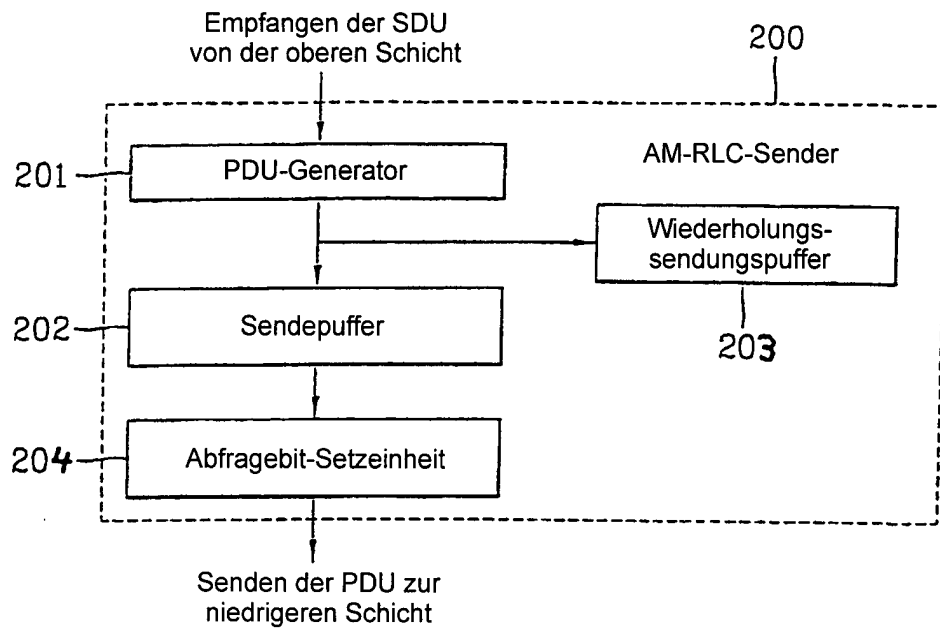 Empfangen der SDU
von der oberen Schicht
200
AM-RLC-Sender
201
PDU-Generator
Wiederholungs-
sendungspuffer
202
Sendepuffer
203
204
Abfragebit-Setzeinheit
Senden der PDU zur
niedrigeren Schicht